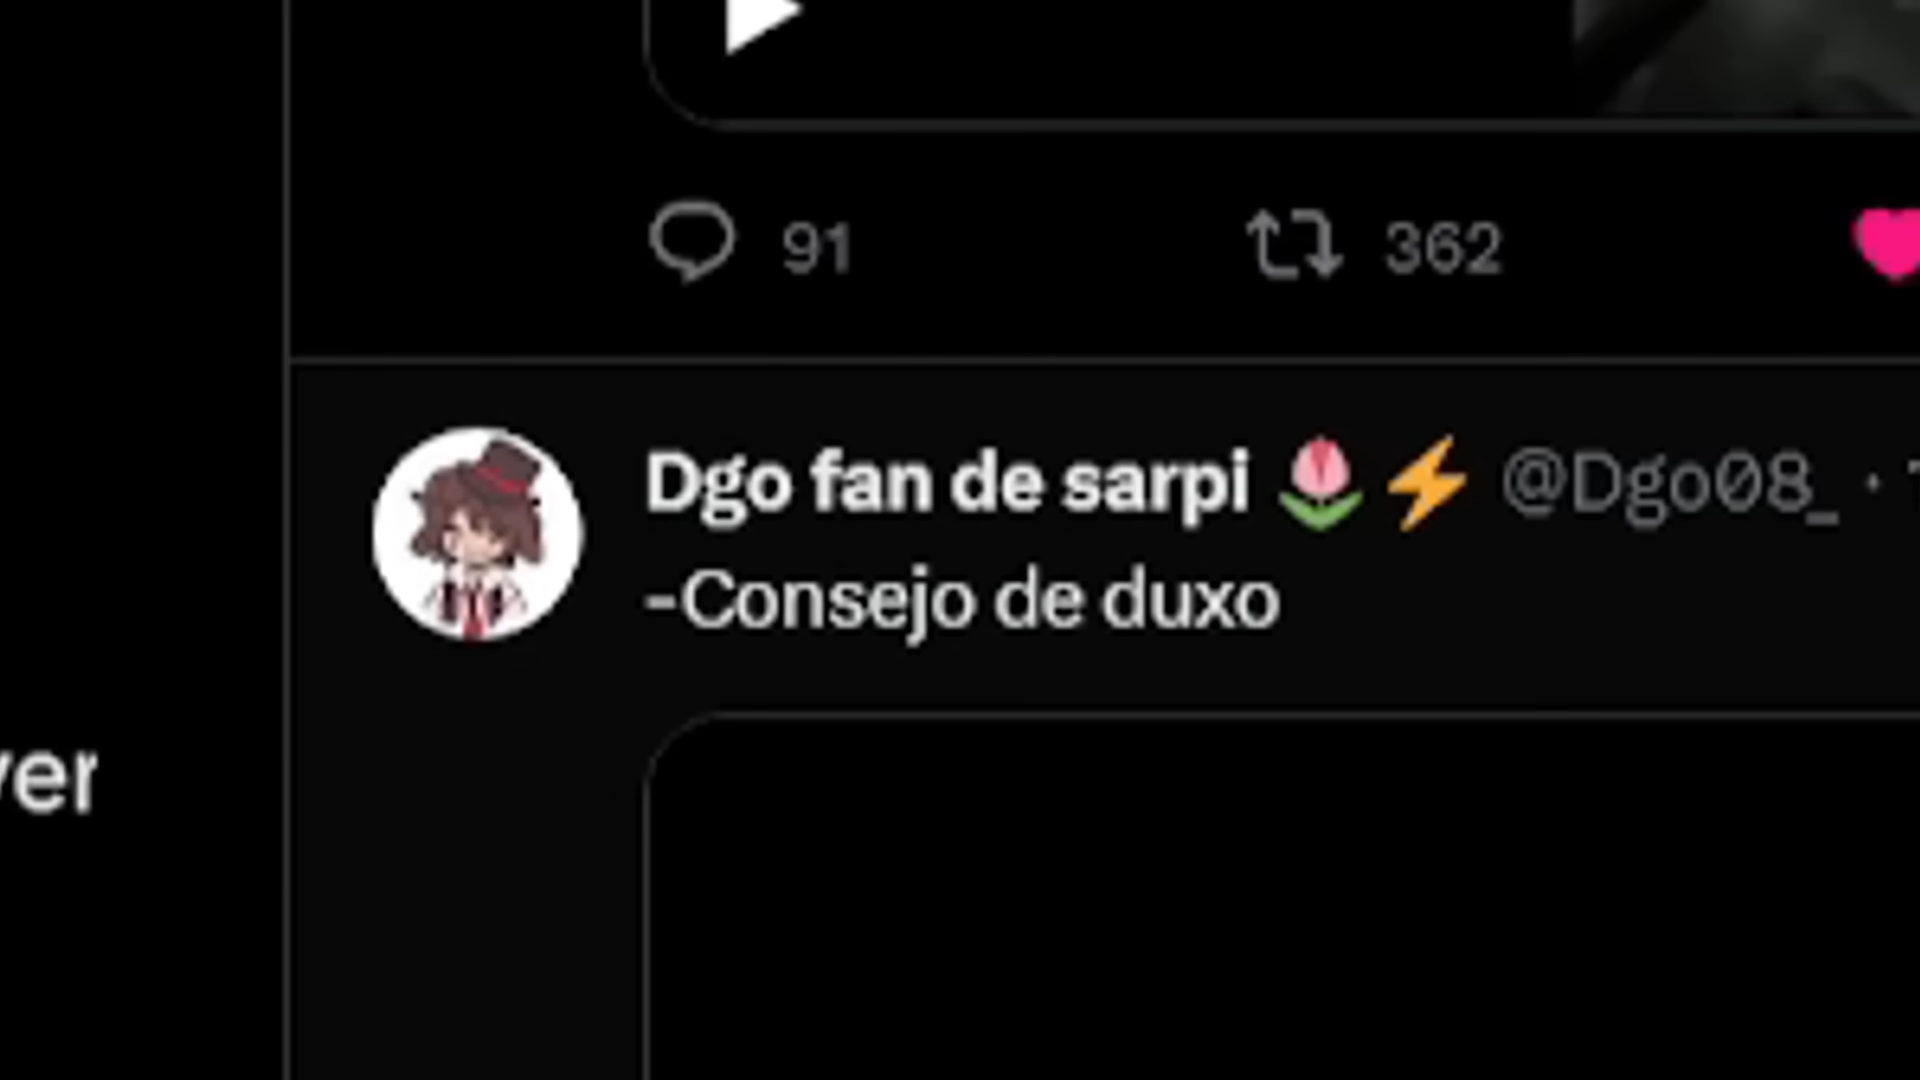 91 362
Dgo fan de sarpi 🌷⚡ @Dgo08_ ·
-Consejo de duxo
ver